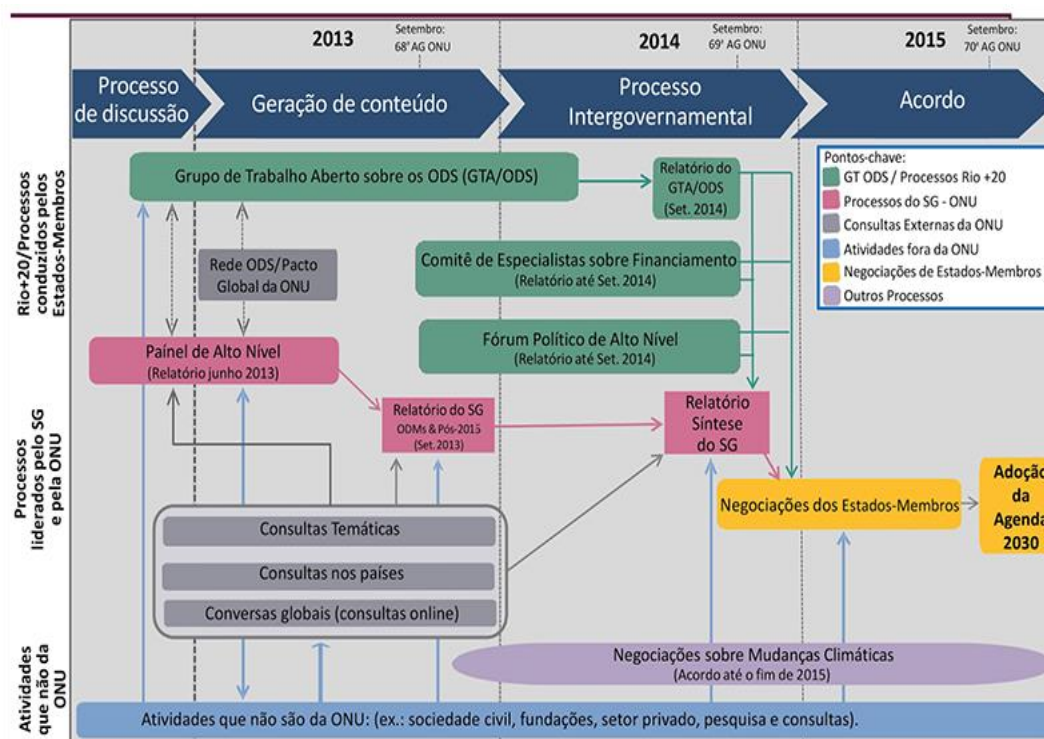 2013
Setembro:
68ª AG ONU
2014
Setembro:
69ª AG ONU
2015
Setembro:
70ª AG ONU
Processo
de discussão
Geração de conteúdo
Processo
Intergovernamental
Acordo
Rio+20/Processos
conduzidos pelos
Estados-Membros
Grupo de Trabalho Aberto sobre os ODS (GTA/ODS)
Relatório do
GTA/ODS
(Set. 2014)
Pontos-chave:
GT ODS / Processos Rio +20
Processos do SG - ONU
Consultas Externas da ONU
Atividades fora da ONU
Negociações de Estados-Membros
Outros Processos
Rede ODS/Pacto
Global da ONU
Comitê de Especialistas sobre Financiamento
(Relatório até Set. 2014)
Fórum Político de Alto Nível
(Relatório até Set. 2014)
Processos
liderados pelo SG
e pela ONU
Painel de Alto Nível
(Relatório junho 2013)
Relatório do SG
ODMs & Pós-2015
(Set. 2013)
Relatório
Síntese
do SG
Negociações dos Estados-Membros
Adoção
da
Agenda
2030
Consultas Temáticas
Consultas nos países
Conversas globais (consultas online)
Atividades
que não da
ONU
Negociações sobre Mudanças Climáticas
(Acordo até o fim de 2015)
Atividades que não são da ONU: (ex.: sociedade civil, fundações, setor privado, pesquisa e consultas).